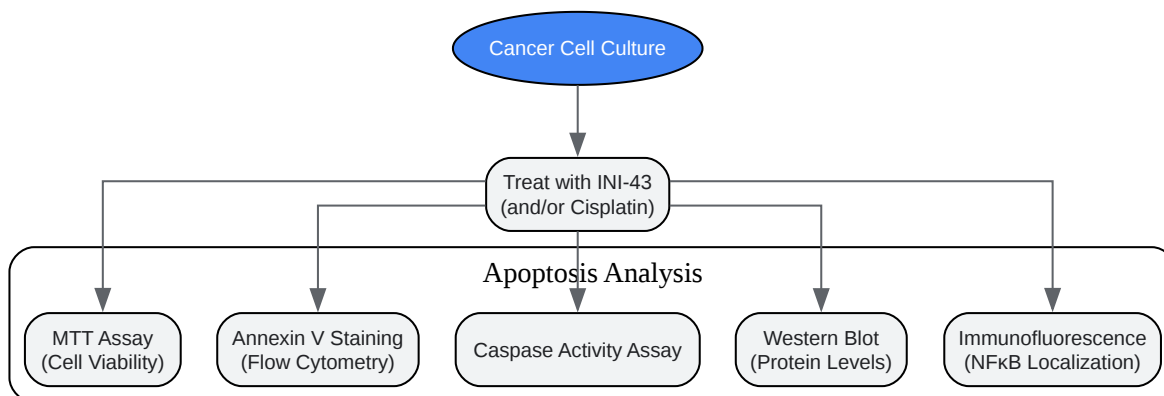 Cancer Cell Culture
Treat with INI-43
(and/or Cisplatin)
Apoptosis Analysis
MTT Assay
(Cell Viability)
Annexin V Staining
(Flow Cytometry)
Caspase Activity Assay
Western Blot
(Protein Levels)
Immunofluorescence
(NFκB Localization)